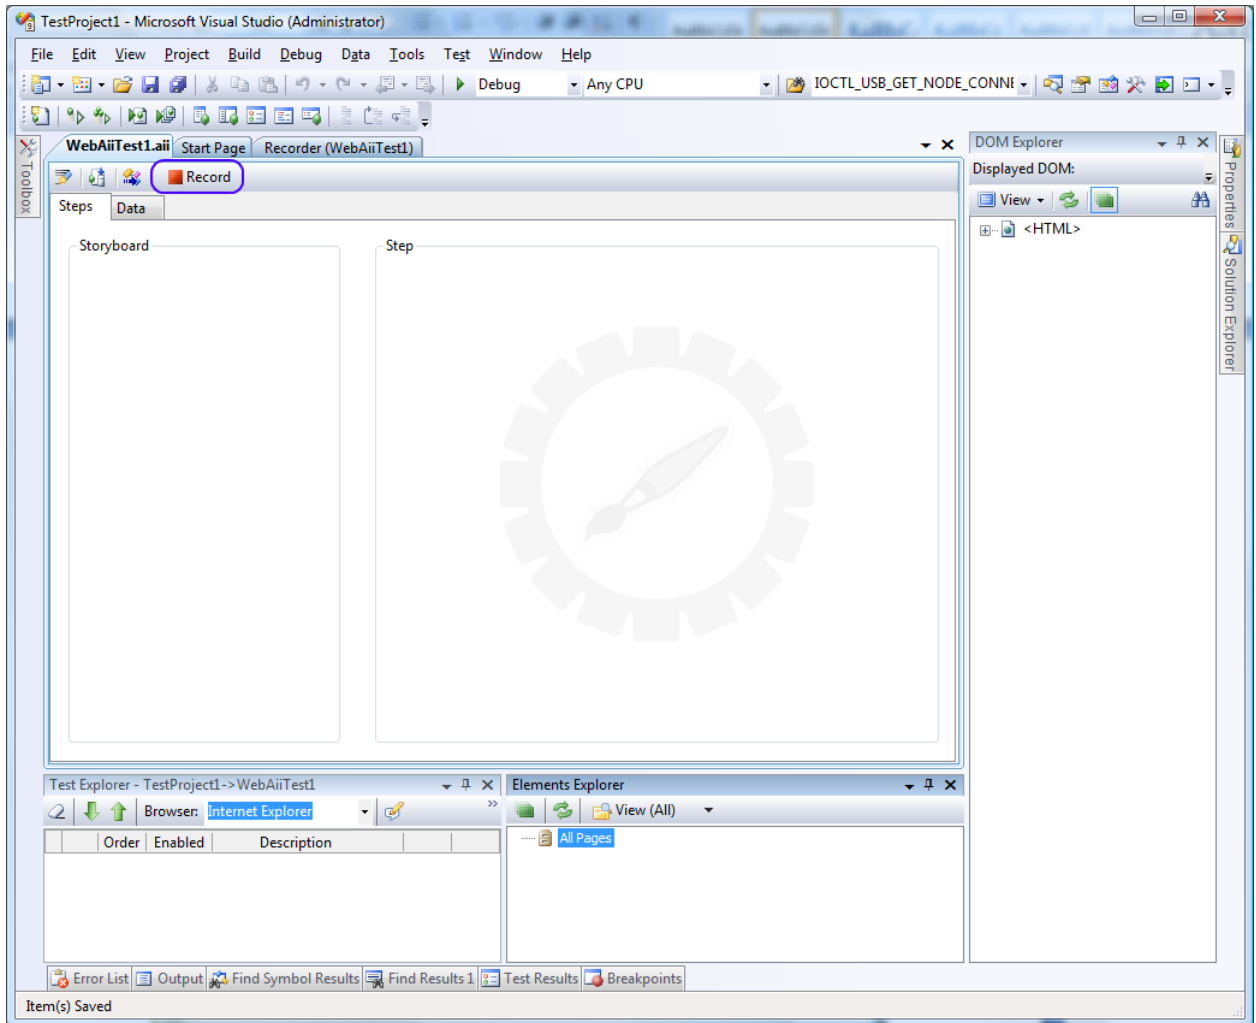 TestProject1 - Microsoft Visual Studio (Administrator)
File Edit View Project Build Debug Data Tools Test Window Help
Debug Any CPU IOCTL_USB_GET_NODE_CONNE
WebAiiTest1.aii Start Page Recorder (WebAiiTest1)
DOM Explorer
Toolbox
Record
Displayed DOM:
Properties
Steps Data
View
Storyboard
Step
<HTML>
Solution Explorer
Test Explorer - TestProject1->WebAiiTest1
Elements Explorer
Browser: Internet Explorer
View (All)
Order Enabled Description
All Pages
Error List Output Find Symbol Results Find Results 1 Test Results Breakpoints
Item(s) Saved